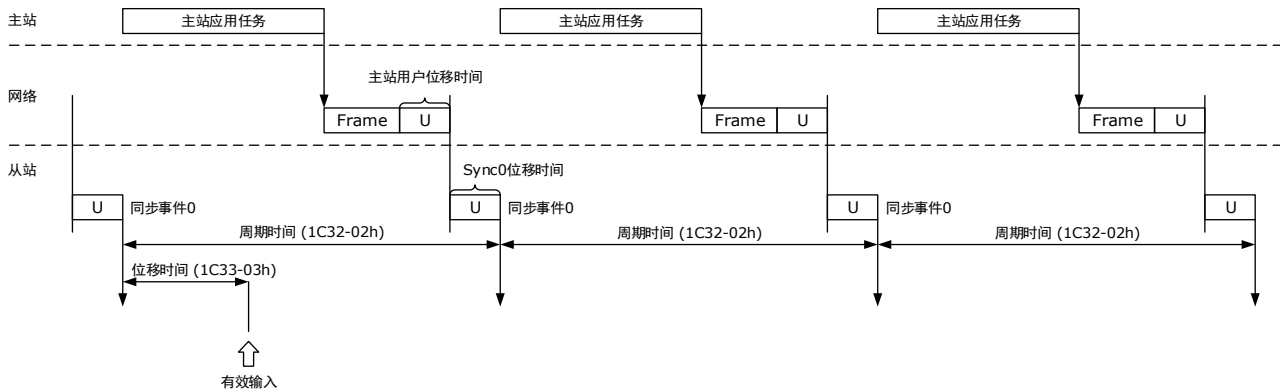 主站
主站应用任务
主站应用任务
主站应用任务
网络
主站用户位移时间
Frame
U
Frame
U
Frame
U
从站
Sync0位移时间
U
同步事件0
U
同步事件0
U
同步事件0
U
周期时间 (1C32-02h)
周期时间 (1C32-02h)
周期时间 (1C32-02h)
位移时间 (1C33-03h)
有效输入